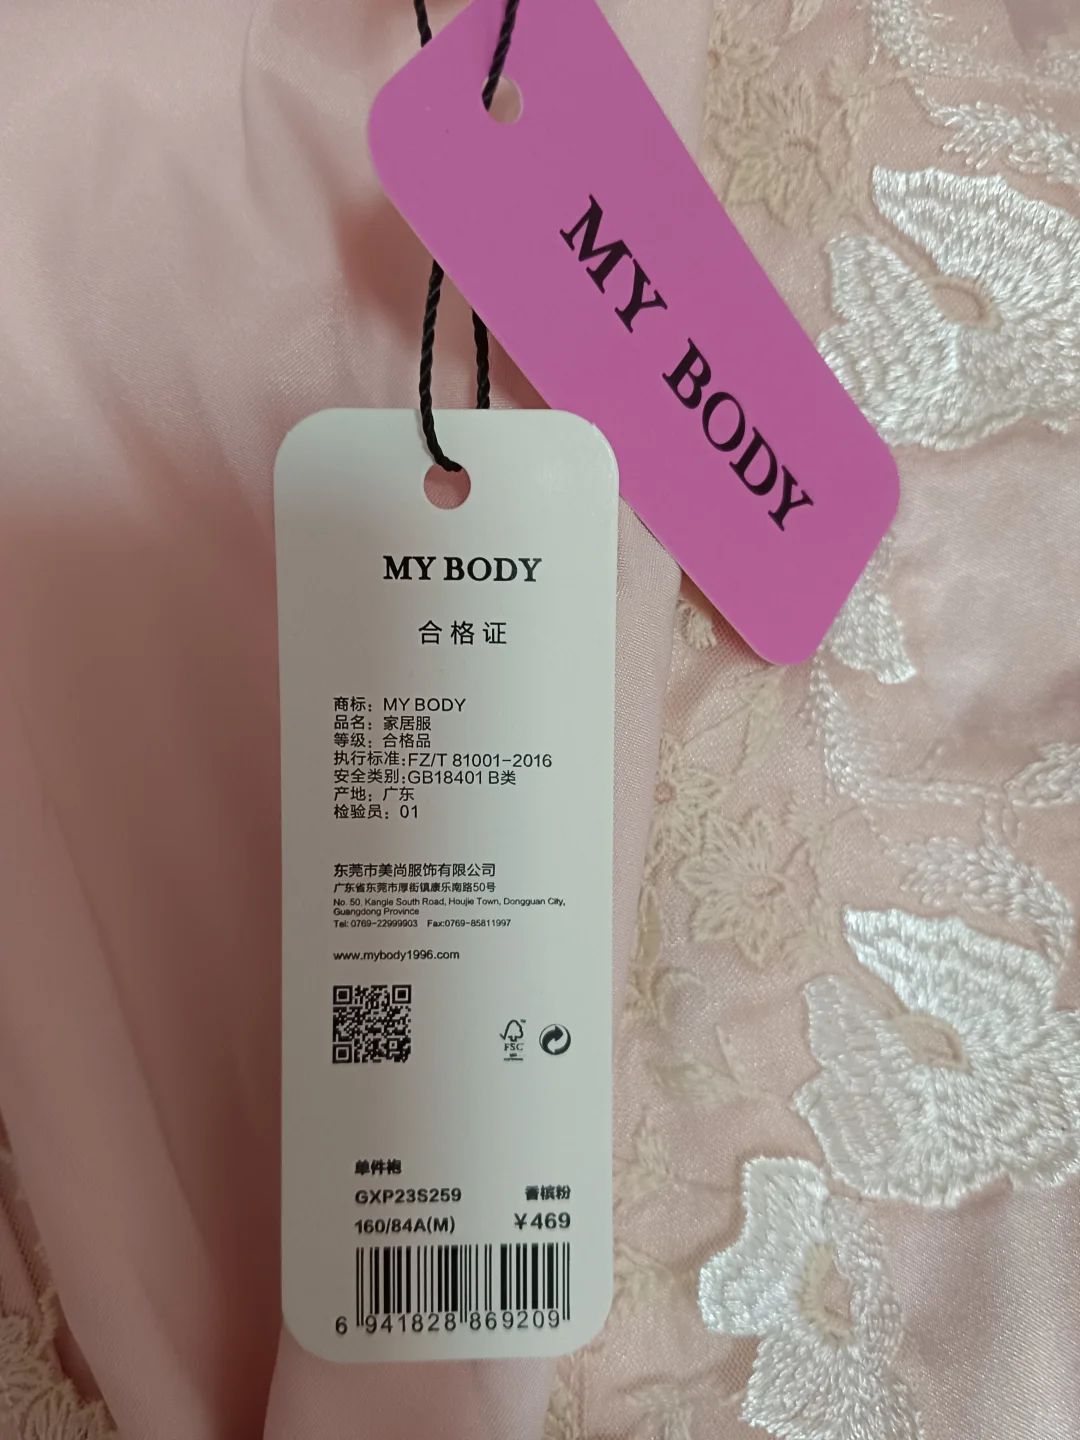 MY BODY
MY BODY
合格证
商标：MY BODY
品名：家居服
等级：合格品
执行标准:FZ/T 81001-2016
安全类别:GB18401 B类
产地：广东
检验员：01
东莞市美尚服饰有限公司
广东省东莞市厚街镇康乐南路50号
No. 50. Kangle South Road, Houjie Town, Dongguan City,
Guangdong Province
Tel: 0769-22999903 Fax:0769-85811997
www.mybody1996.com
FSC
单件袍
GXP23S259 香槟粉
160/84A(M) ¥469
6 941828 869209